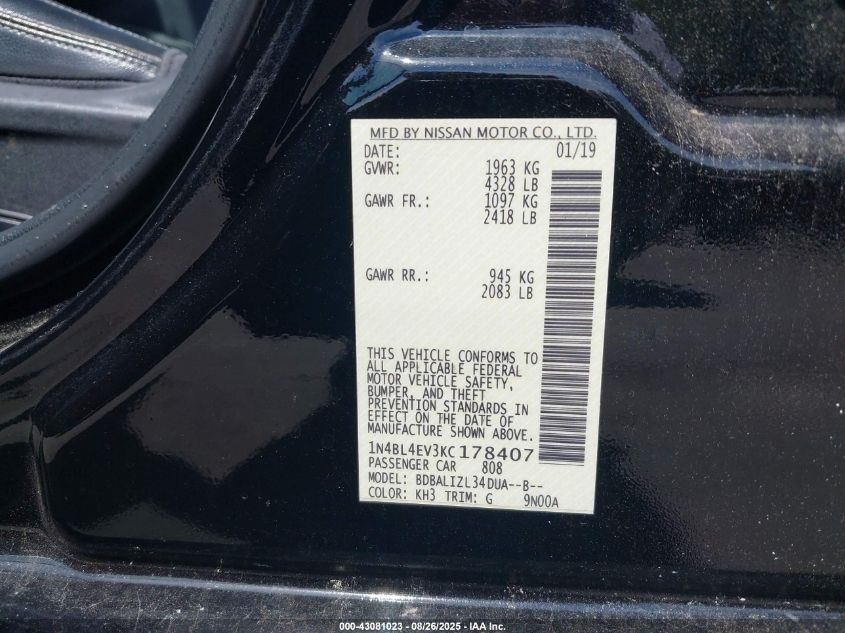 MFD BY NISSAN MOTOR CO., LTD.
DATE: 01/19
GVWR: 1963 KG
4328 LB
GAWR FR.: 1097 KG
2418 LB
GAWR RR.: 945 KG
2083 LB
THIS VEHICLE CONFORMS TO
ALL APPLICABLE FEDERAL
MOTOR VEHICLE SAFETY,
BUMPER, AND THEFT
PREVENTION STANDARDS IN
EFFECT ON THE DATE OF
MANUFACTURE SHOWN ABOVE.
1N4BL4EV3KC178407
PASSENGER CAR 808
MODEL: BDBALIZL34DUA--B--
COLOR: KH3 TRIM: G 9N00A
000-43081023 - 08/26/2025 - IAA Inc.